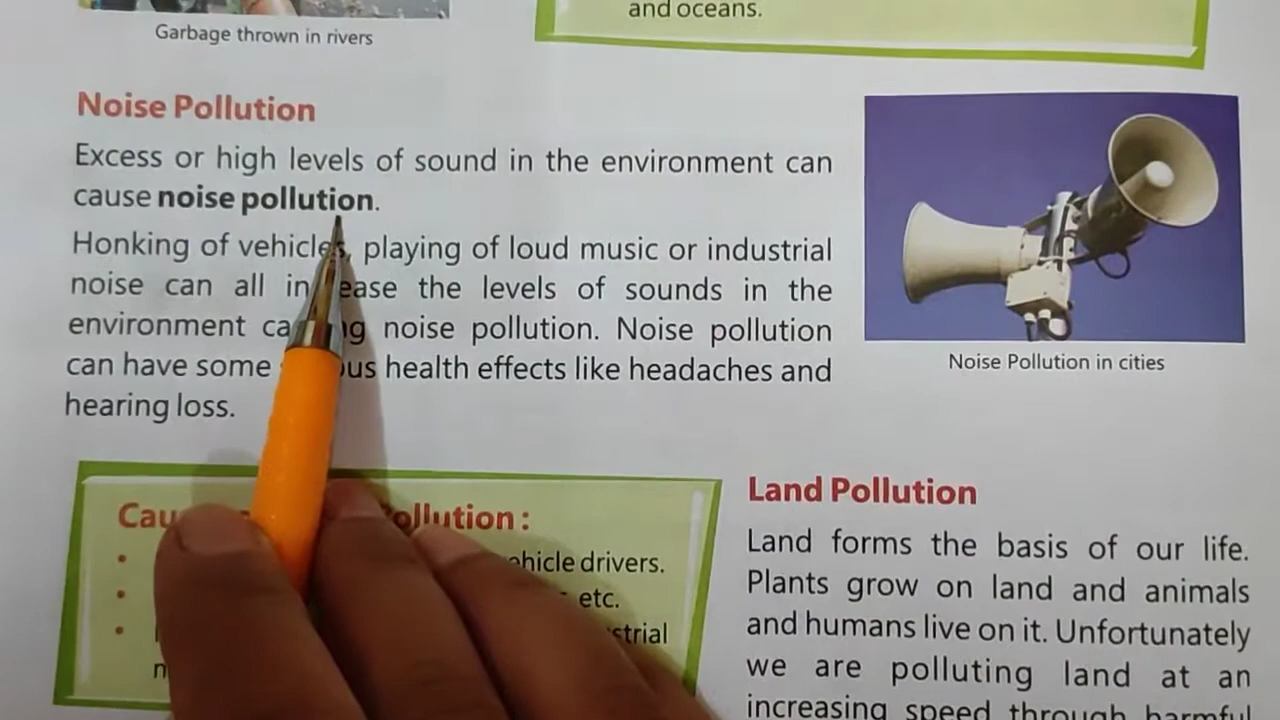 and oceans.
Garbage thrown in rivers
Noise Pollution
Excess or high levels of sound in the environment can
cause noise pollution.
Honking of vehicles, playing of loud music or industrial
noise can all increase the levels of sounds in the
environment causing noise pollution. Noise pollution
can have some health effects like headaches and
hearing loss.
Noise Pollution in cities
Pollution :
vehicle drivers.
etc.
Land Pollution
Land forms the basis of our life.
Plants grow on land and animals
and humans live on it. Unfortunately
we are polluting land at an
increasing speed through harmful